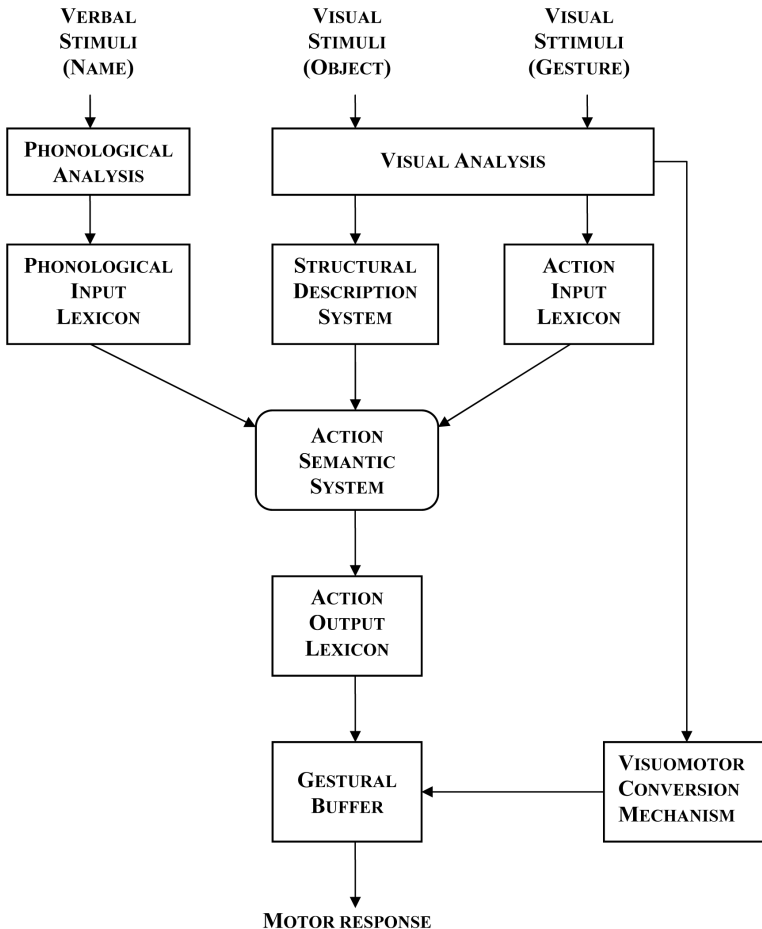 VERBAL
STIMULI
(NAME)
VISUAL
STIMULI
(OBJECT)
VISUAL
STTIMULI
(GESTURE)
PHONOLOGICAL
ANALYSIS
VISUAL ANALYSIS
PHONOLOGICAL
INPUT
LEXICON
STRUCTURAL
DESCRIPTION
SYSTEM
ACTION
INPUT
LEXICON
ACTION
SEMANTIC
SYSTEM
ACTION
OUTPUT
LEXICON
GESTURAL
BUFFER
VISUOMOTOR
CONVERSION
MECHANISM
MOTOR RESPONSE